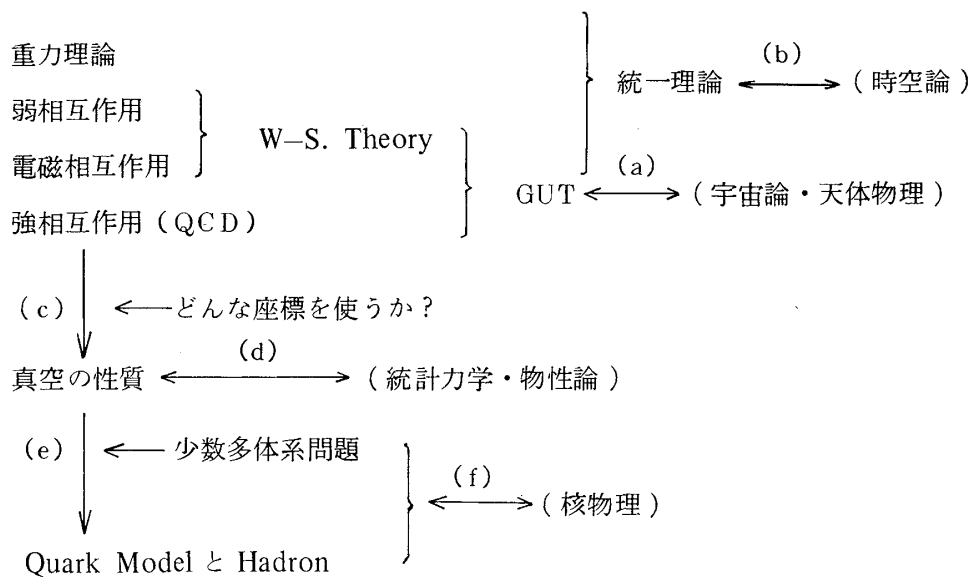 重力理論
(b)
統一理論 ⟷ (時空論)
弱相互作用
W–S. Theory
電磁相互作用
(a)
GUT ⟷ (宇宙論・天体物理)
強相互作用 (QCD)
(c) ← どんな座標を使うか?
(d)
真空の性質 ⟷ (統計力学・物性論)
(e) ← 少数多体系問題
(f)
⟷ (核物理)
Quark Model と Hadron